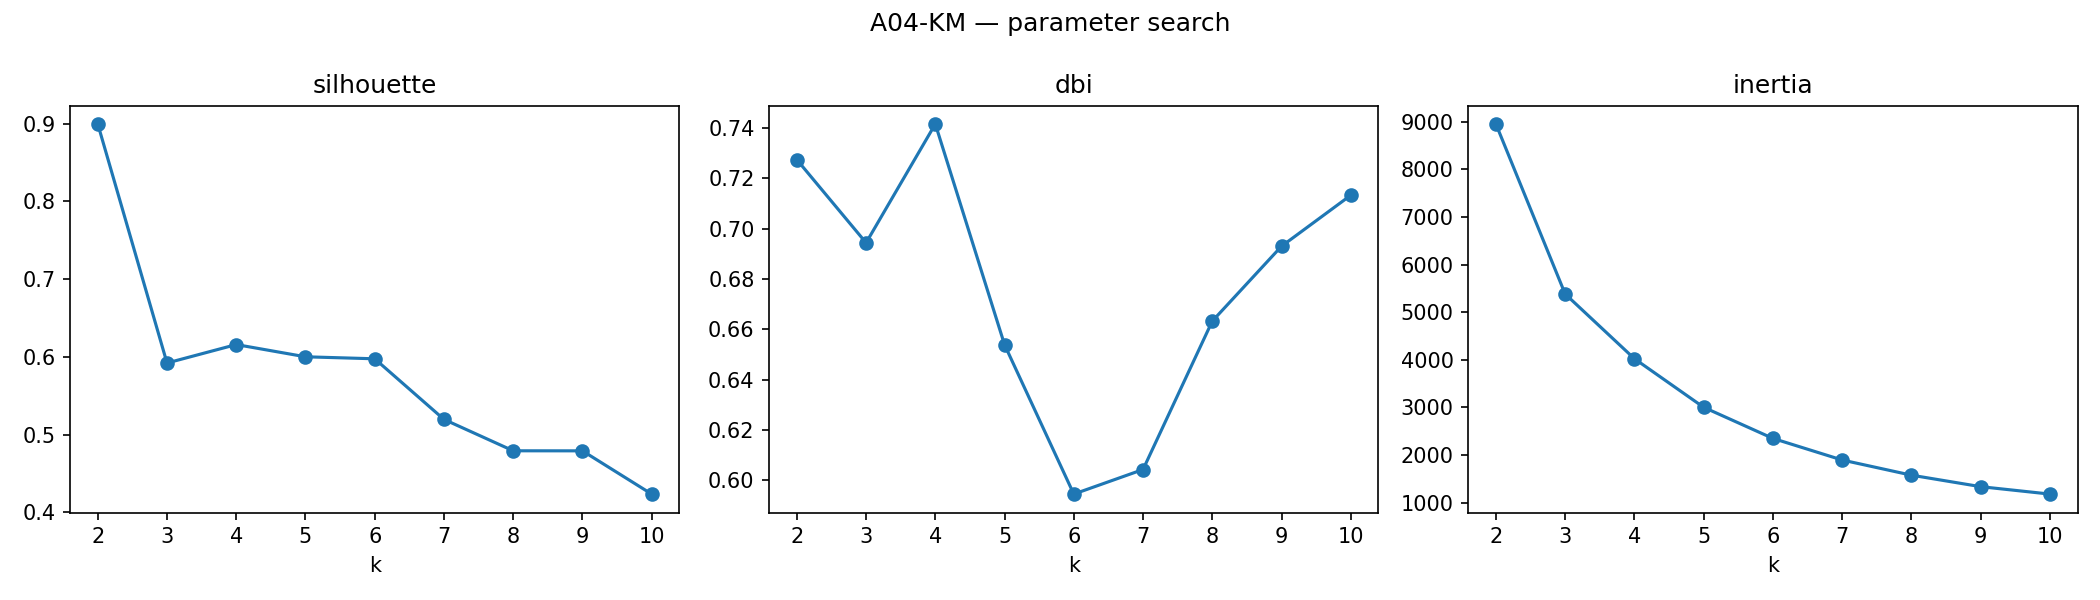 A04-KM — parameter search
silhouette
0.9
0.8
0.7
0.6
0.5
0.4
2 3 4 5 6 7 8 9 10
k
dbi
0.74
0.72
0.70
0.68
0.66
0.64
0.62
0.60
2 3 4 5 6 7 8 9 10
k
inertia
9000
8000
7000
6000
5000
4000
3000
2000
1000
2 3 4 5 6 7 8 9 10
k